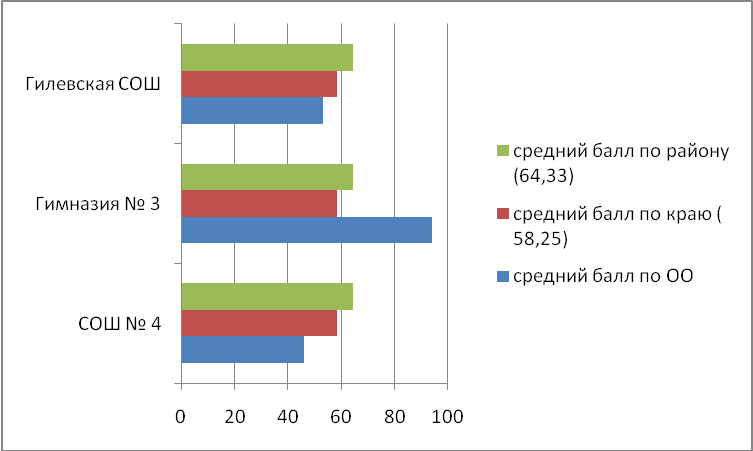 Гилевская СОШ
Гимназия № 3
СОШ № 4
0 20 40 60 80 100
средний балл по району
(64,33)
средний балл по краю (
58,25)
средний балл по ОО